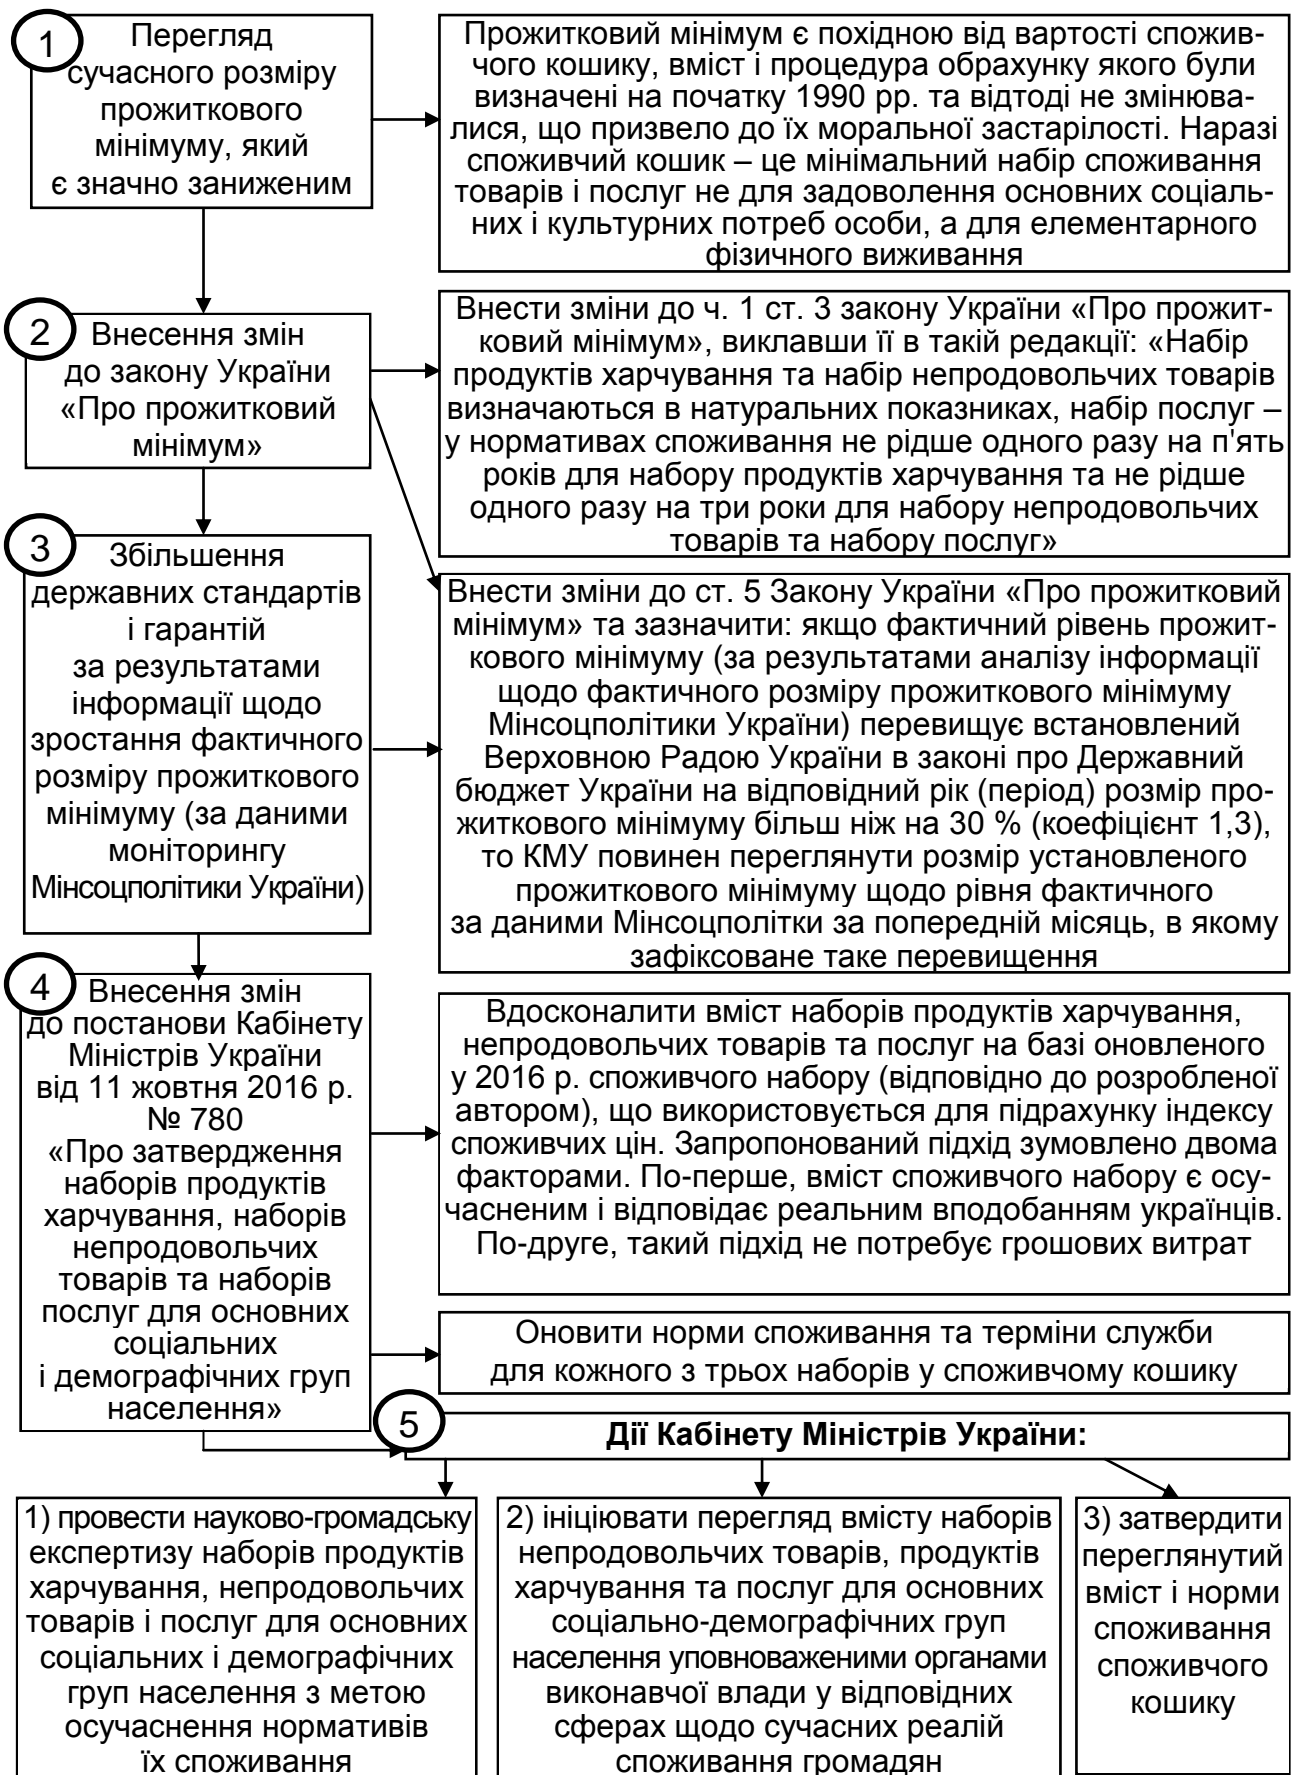 1
Перегляд
сучасного розміру
прожиткового
мінімуму, який
є значно заниженим
Прожитковий мінімум є похідною від вартості спожив-
чого кошику, вміст і процедура обрахунку якого були
визначені на початку 1990 рр. та відтоді не змінюва-
лися, що призвело до їх моральної застарілості. Наразі
споживчий кошик – це мінімальний набір споживання
товарів і послуг не для задоволення основних соціаль-
них і культурних потреб особи, а для елементарного
фізичного виживання
2
Внесення змін
до закону України
«Про прожитковий
мінімум»
Внести зміни до ч. 1 ст. 3 закону України «Про прожит-
ковий мінімум», виклавши її в такій редакції: «Набір
продуктів харчування та набір непродовольчих товарів
визначаються в натуральних показниках, набір послуг –
у нормативах споживання не рідше одного разу на п'ять
років для набору продуктів харчування та не рідше
одного разу на три роки для набору непродовольчих
товарів та набору послуг»
3
Збільшення
державних стандартів
і гарантій
за результатами
інформації щодо
зростання фактичного
розміру прожиткового
мінімуму (за даними
моніторингу
Мінсоцполітики України)
Внести зміни до ст. 5 Закону України «Про прожитковий
мінімум» та зазначити: якщо фактичний рівень прожит-
кового мінімуму (за результатами аналізу інформації
щодо фактичного розміру прожиткового мінімуму
Мінсоцполітики України) перевищує встановлений
Верховною Радою України в законі про Державний
бюджет України на відповідний рік (період) розмір про-
житкового мінімуму більш ніж на 30 % (коефіцієнт 1,3),
то КМУ повинен переглянути розмір установленого
прожиткового мінімуму щодо рівня фактичного
за даними Мінсоцполітки за попередній місяць, в якому
зафіксоване таке перевищення
4
Внесення змін
до постанови Кабінету
Міністрів України
від 11 жовтня 2016 р.
№ 780
«Про затвердження
наборів продуктів
харчування, наборів
непродовольчих
товарів та наборів
послуг для основних
соціальних
і демографічних груп
населення»
Вдосконалити вміст наборів продуктів харчування,
непродовольчих товарів та послуг на базі оновленого
у 2016 р. споживчого набору (відповідно до розробленої
автором), що використовується для підрахунку індексу
споживчих цін. Запропонований підхід зумовлено двома
факторами. По-перше, вміст споживчого набору є осу-
часненим і відповідає реальним вподобанням українців.
По-друге, такий підхід не потребує грошових витрат
Оновити норми споживання та терміни служби
для кожного з трьох наборів у споживчому кошику
5
Дії Кабінету Міністрів України:
1) провести науково-громадську
експертизу наборів продуктів
харчування, непродовольчих
товарів і послуг для основних
соціальних і демографічних
груп населення з метою
осучаснення нормативів
їх споживання
2) ініціювати перегляд вмісту наборів
непродовольчих товарів, продуктів
харчування та послуг для основних
соціально-демографічних груп
населення уповноваженими органами
виконавчої влади у відповідних
сферах щодо сучасних реалій
споживання громадян
3) затвердити
переглянутий
вміст і норми
споживання
споживчого
кошику